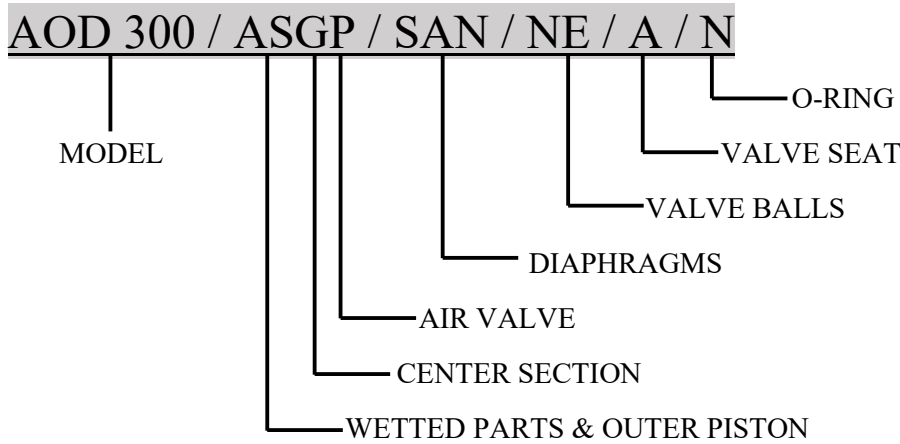 AOD 300 / ASGP / SAN / NE / A / N
O-RING
MODEL
VALVE SEAT
VALVE BALLS
DIAPHRAGMS
AIR VALVE
CENTER SECTION
WETTED PARTS & OUTER PISTON